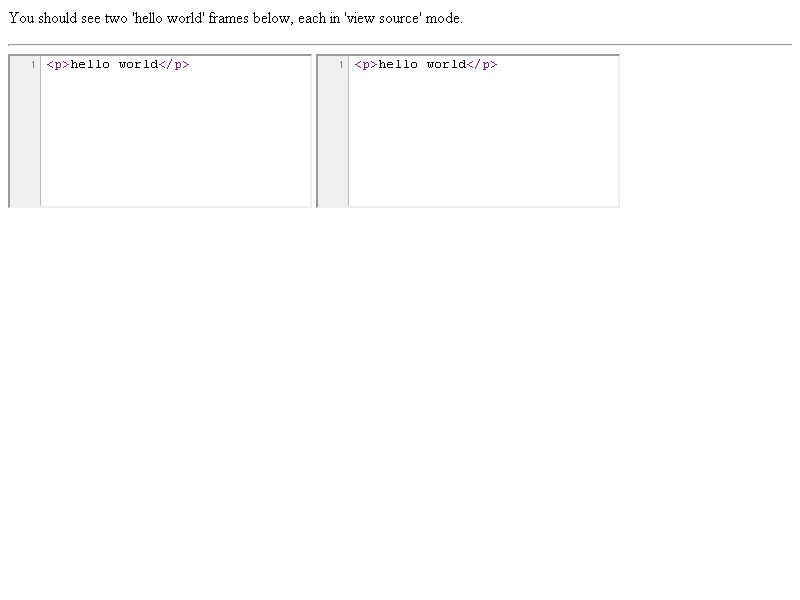 You should see two 'hello world' frames below, each in 'view source' mode.
1 <p>hello world</p>
1 <p>hello world</p>